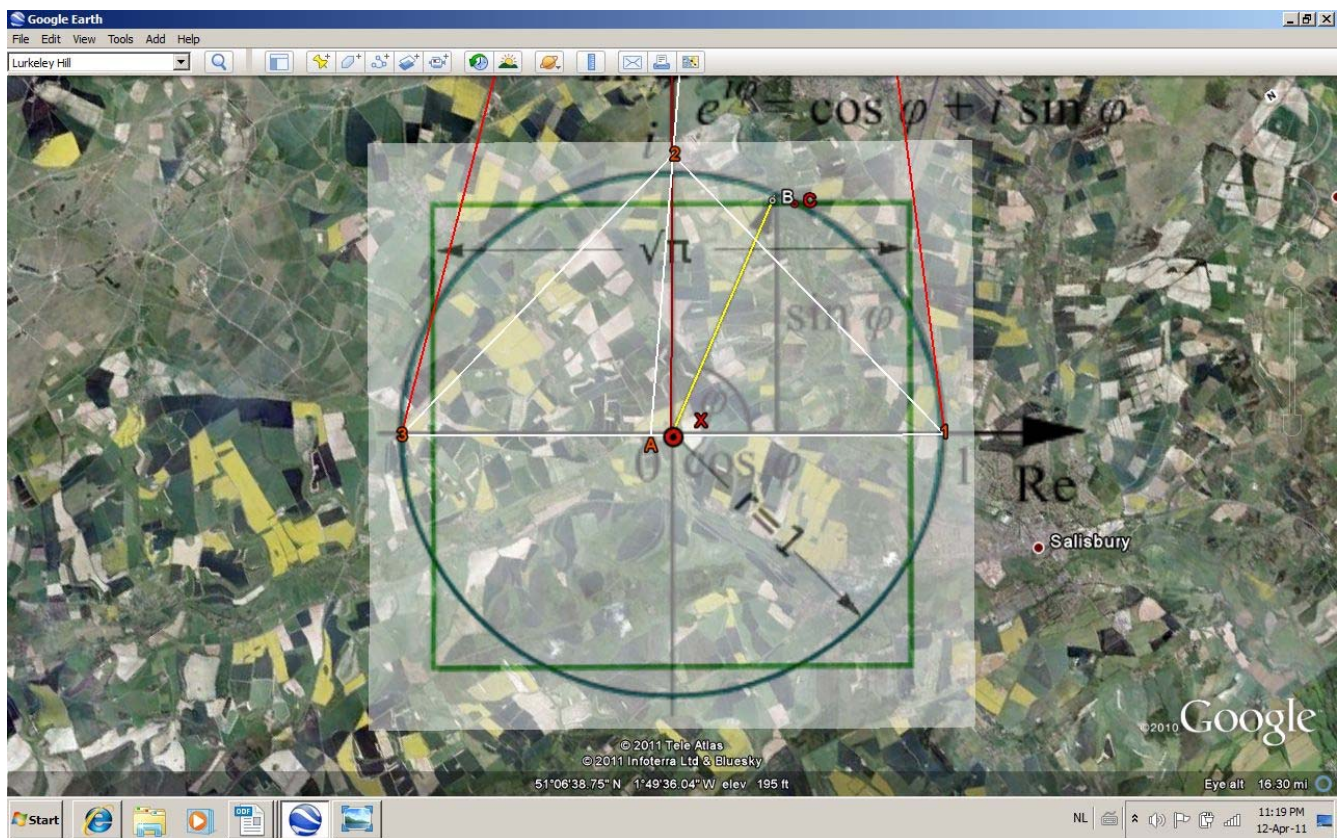 Google Earth
File Edit View Tools Add Help
Lurkeley Hill
N
e^{iφ} = cos φ + i sin φ
i
2
B C
√π
sin φ
φ
3
X
1
A
0 cos φ 1
Re
r=1
Salisbury
©2010 Google
© 2011 Tele Atlas
© 2011 Infoterra Ltd & Bluesky
51°06'38.75" N 1°49'36.04" W elev 195 ft
Eye alt 16.30 mi
Start
ODF
NL
11:19 PM
12-Apr-11